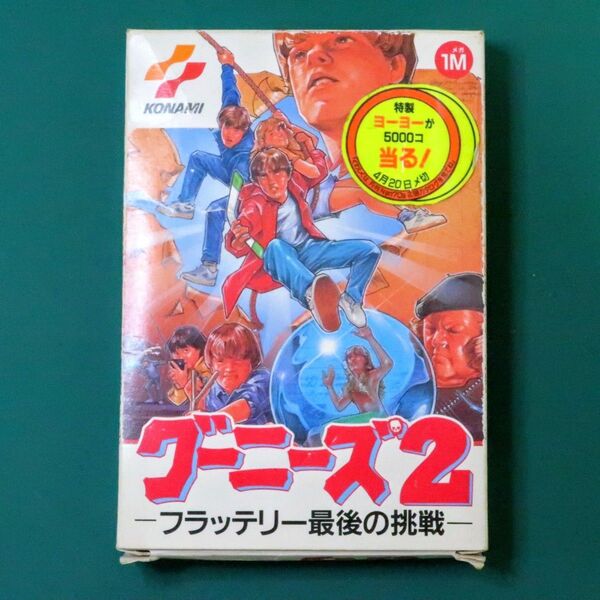 KONAMI
メガ
1M
特製
ヨーヨーが
5000コ
当る!
4月20日〆切
グーニーズ2
—フラッテリー最後の挑戦—